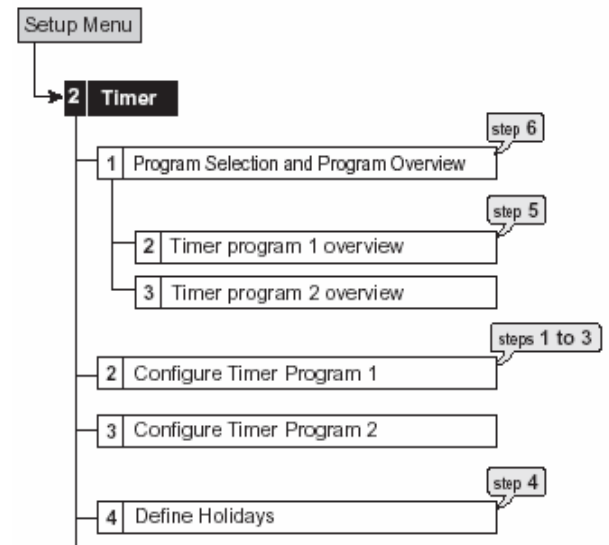 Setup Menu
2 Timer
step 6
1 Program Selection and Program Overview
step 5
2 Timer program 1 overview
3 Timer program 2 overview
steps 1 to 3
2 Configure Timer Program 1
3 Configure Timer Program 2
step 4
4 Define Holidays